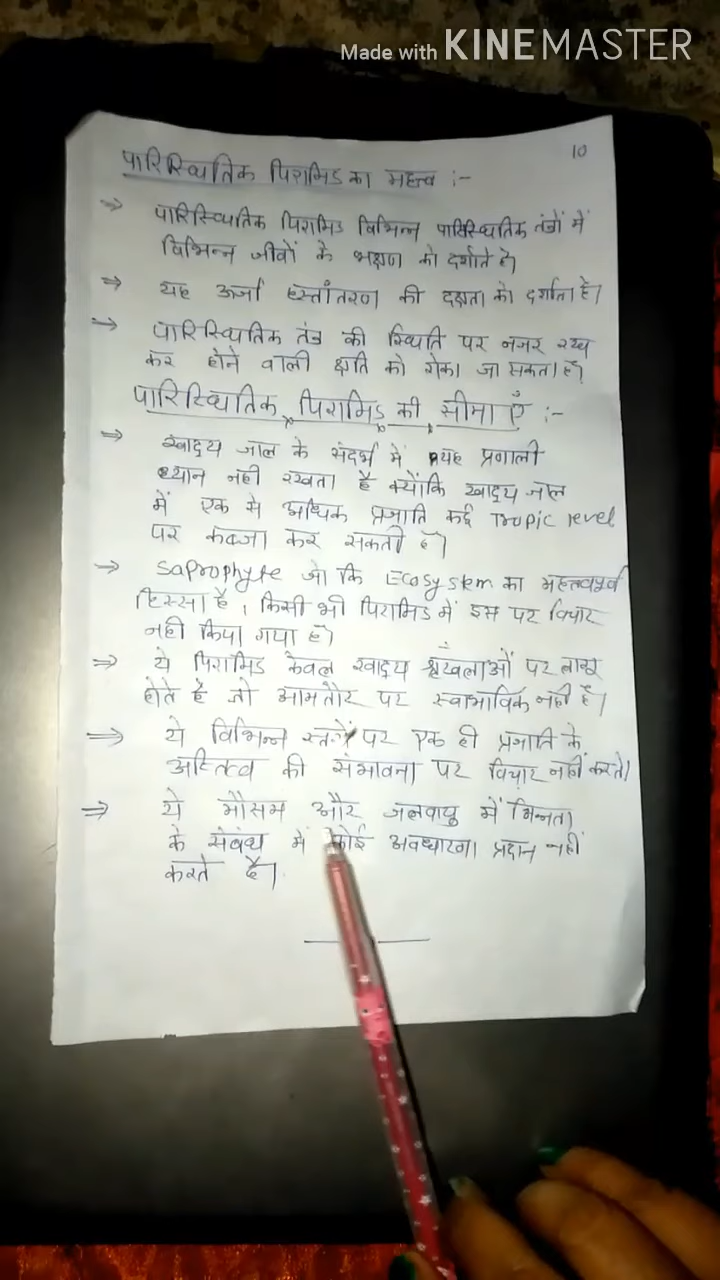 Made with KINEMASTER
10
पारिस्थितिक पिरामिड का महत्व :-
⇒ पारिस्थितिक पिरामिड विभिन्न पारिस्थितिक तंत्रों में
विभिन्न जीवों के भक्षण को दर्शाते है।
⇒ यह ऊर्जा हस्तांतरण की दक्षता को दर्शाता है।
⇒ पारिस्थितिक तंत्र की स्थिति पर नजर रख
कर होने वाली क्षति को रोका जा सकता है।
पारिस्थितिक पिरामिड की सीमाएँ :-
⇒ खाद्य जाल के संदर्भ में यह प्रणाली
ध्यान नही रखता है क्योंकि खाद्य जाल
में एक से अधिक प्रजाति कई Tropic level
पर कब्जा कर सकती है।
⇒ Saprophyte जो कि Ecosystem का महत्वपूर्ण
हिस्सा है, किसी भी पिरामिड में इस पर विचार
नही किया गया है।
⇒ ये पिरामिड केवल खाद्य श्रृंखलाओं पर लागू
होते है जो आमतौर पर स्वाभाविक नही है।
⇒ ये विभिन्न स्तरों पर एक ही प्रजाति के
अस्तित्व की संभावना पर विचार नहीं करते।
⇒ ये मौसम और जलवायु में भिन्नता
के संबंध में कोई अवधारणा प्रदान नहीं
करते है।